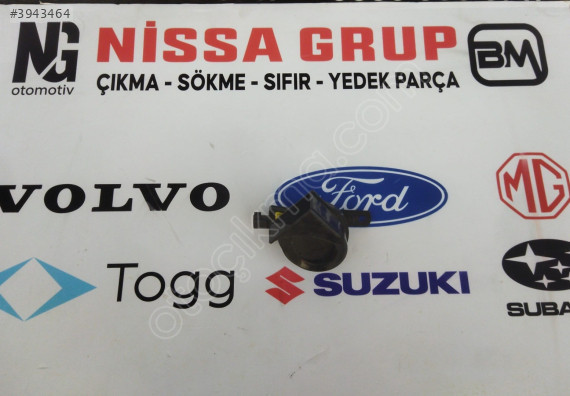 #3943464
NG
otomotiv
NİSSA GRUP
BM
ÇIKMA - SÖKME - SIFIR - YEDEK PARÇA
VOLVO
Ford
MG
Togg
SUZUKI
SUBA